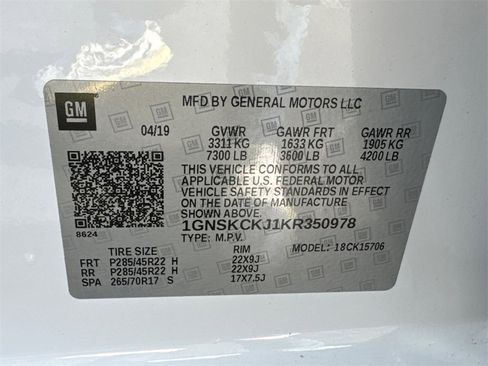 GM
MFD BY GENERAL MOTORS LLC
04/19 GVWR GAWR FRT GAWR RR
3311 KG 1633 KG 1905 KG
7300 LB 3600 LB 4200 LB
THIS VEHICLE CONFORMS TO ALL
APPLICABLE U.S. FEDERAL MOTOR
VEHICLE SAFETY STANDARDS IN EFFECT
ON THE DATE OF MANUFACTURE
SHOWN ABOVE.
1GNSKCKJ1KR350978
8624 TYPE: M.P.V. MODEL: 18CK15706
TIRE SIZE RIM
FRT P285/45R22 H 22X9J
RR P285/45R22 H 22X9J
SPA 265/70R17 S 17X7.5J